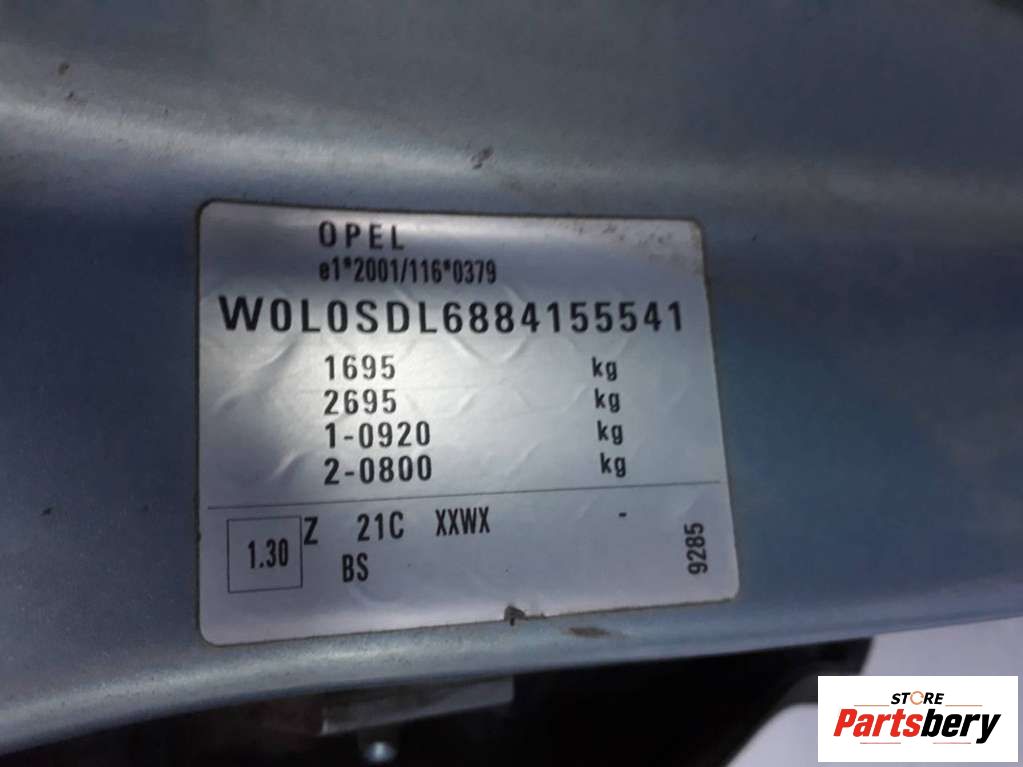 OPEL
e1*2001/116*0379
W0L0SDL6884155541
1695 kg
2695 kg
1-0920 kg
2-0800 kg
1.30 Z 21C XXWX -
BS
9285
STORE
Partsbery